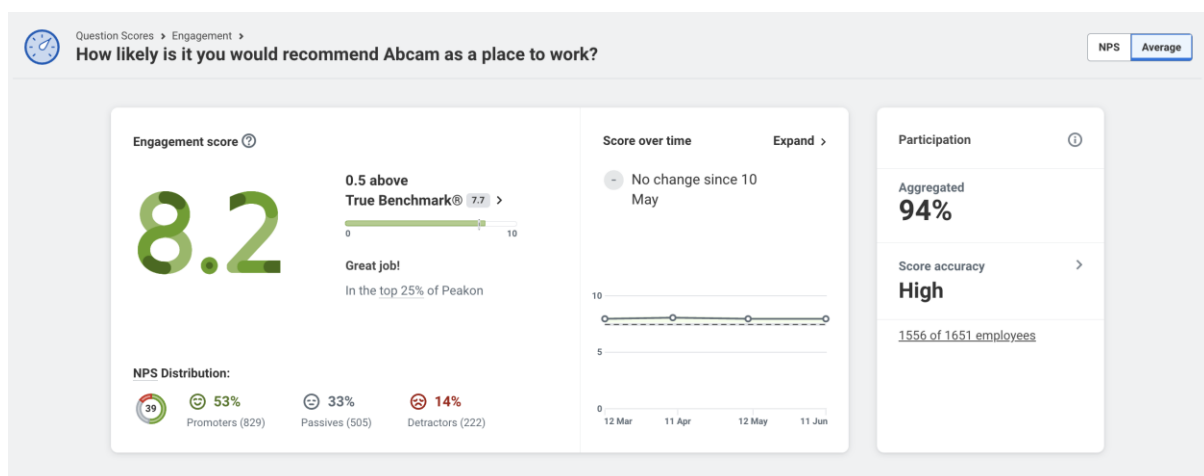 Question Scores > Engagement >
How likely is it you would recommend Abcam as a place to work?
NPS Average
Engagement score ?
8.2
0.5 above
True Benchmark® 7.7 >
0 10
Great job!
In the top 25% of Peakon
NPS Distribution:
39
53%
Promoters (829)
33%
Passives (505)
14%
Detractors (222)
Score over time
Expand >
- No change since 10
May
10
5
0
12 Mar 11 Apr 12 May 11 Jun
Participation
Aggregated
94%
Score accuracy >
High
1556 of 1651 employees